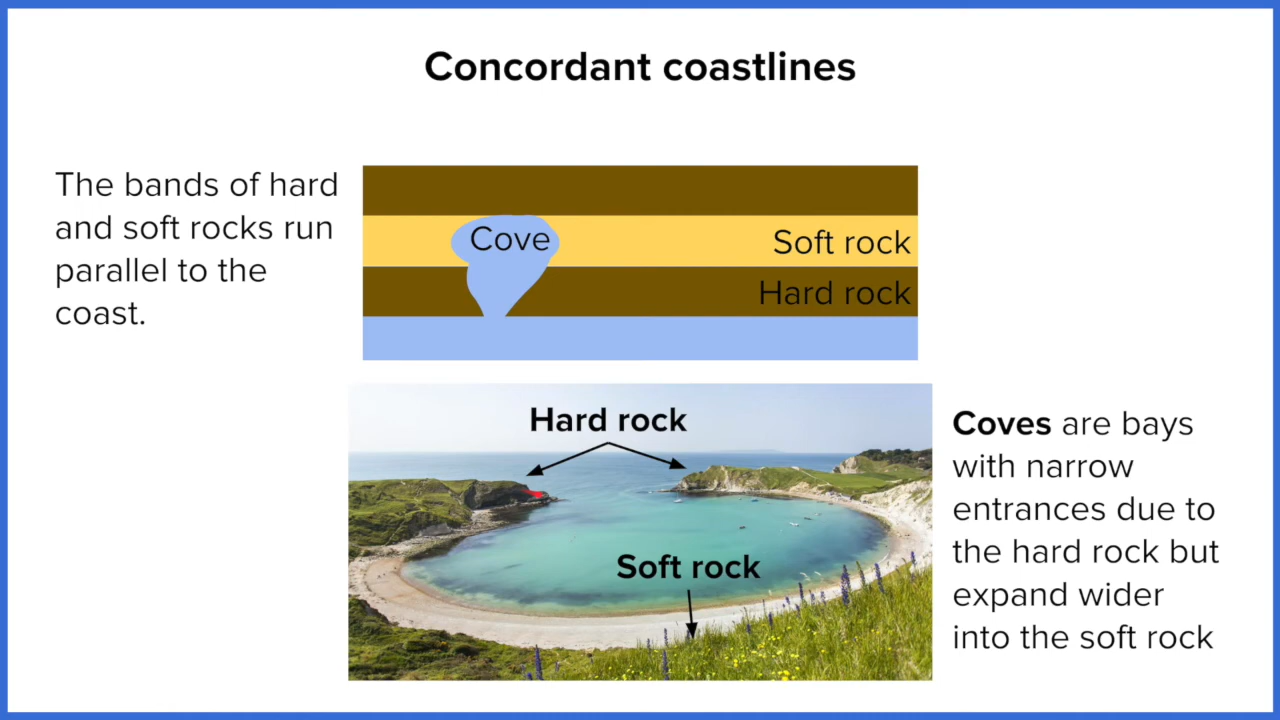 Concordant coastlines
The bands of hard
and soft rocks run
parallel to the
coast.
Cove
Soft rock
Hard rock
Hard rock
Soft rock
Coves are bays
with narrow
entrances due to
the hard rock but
expand wider
into the soft rock